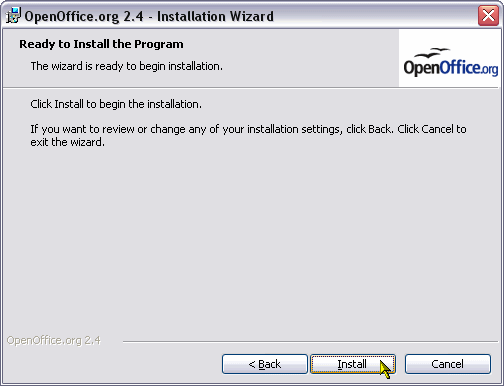 OpenOffice.org 2.4 - Installation Wizard
Ready to Install the Program
The wizard is ready to begin installation.
OpenOffice.org
Click Install to begin the installation.
If you want to review or change any of your installation settings, click Back. Click Cancel to
exit the wizard.
OpenOffice.org 2.4
< Back
Install
Cancel